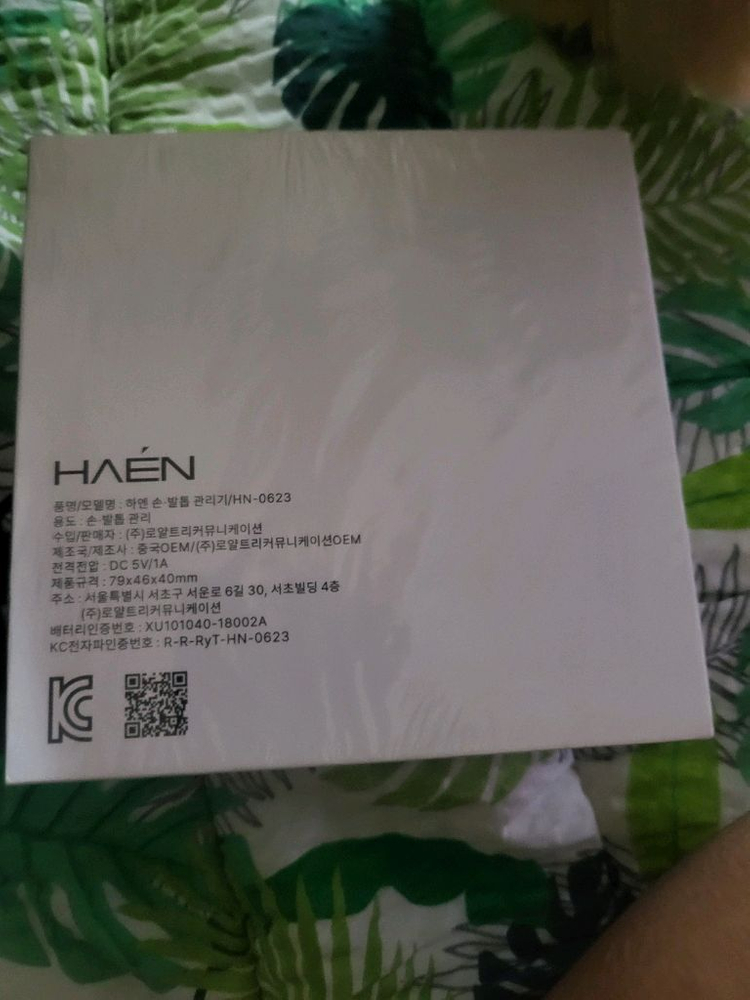 HAÉN
품명/모델명 : 하엔 손·발톱 관리기/HN-0623
용도 : 손·발톱 관리
수입/판매자 : (주)로얄트리커뮤니케이션
제조국/제조사 : 중국OEM/(주)로얄트리커뮤니케이션OEM
전격전압 : DC 5V/1A
제품규격 : 79x46x40mm
주소 : 서울특별시 서초구 서운로 6길 30, 서초빌딩 4층
(주)로얄트리커뮤니케이션
배터리인증번호 : XU101040-18002A
KC전자파인증번호 : R-R-RyT-HN-0623
KC